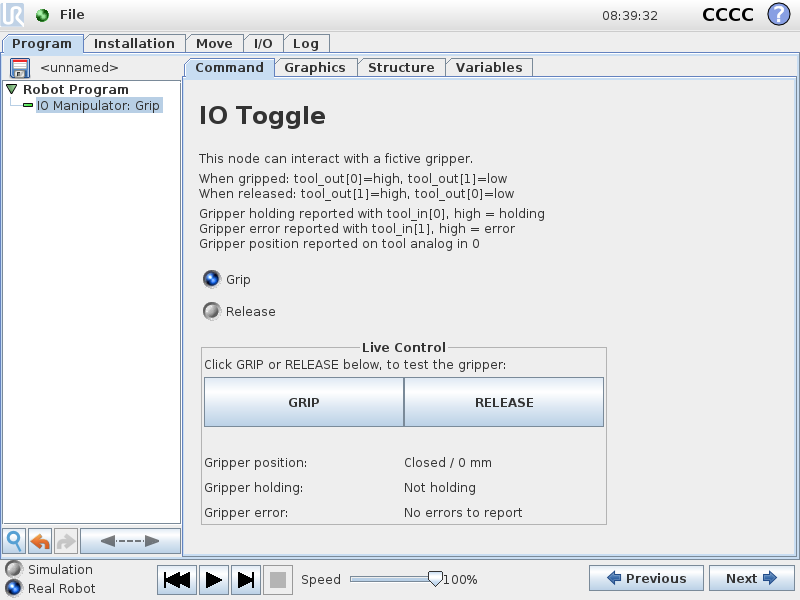 UR File 08:39:32 CCCC ?
Program Installation Move I/O Log
<unnamed> Command Graphics Structure Variables
Robot Program
IO Manipulator: Grip
IO Toggle
This node can interact with a fictive gripper.
When gripped: tool_out[0]=high, tool_out[1]=low
When released: tool_out[1]=high, tool_out[0]=low
Gripper holding reported with tool_in[0], high = holding
Gripper error reported with tool_in[1], high = error
Gripper position reported on tool analog in 0
Grip
Release
Live Control
Click GRIP or RELEASE below, to test the gripper:
GRIP RELEASE
Gripper position: Closed / 0 mm
Gripper holding: Not holding
Gripper error: No errors to report
Simulation
Real Robot
Speed 100% Previous Next